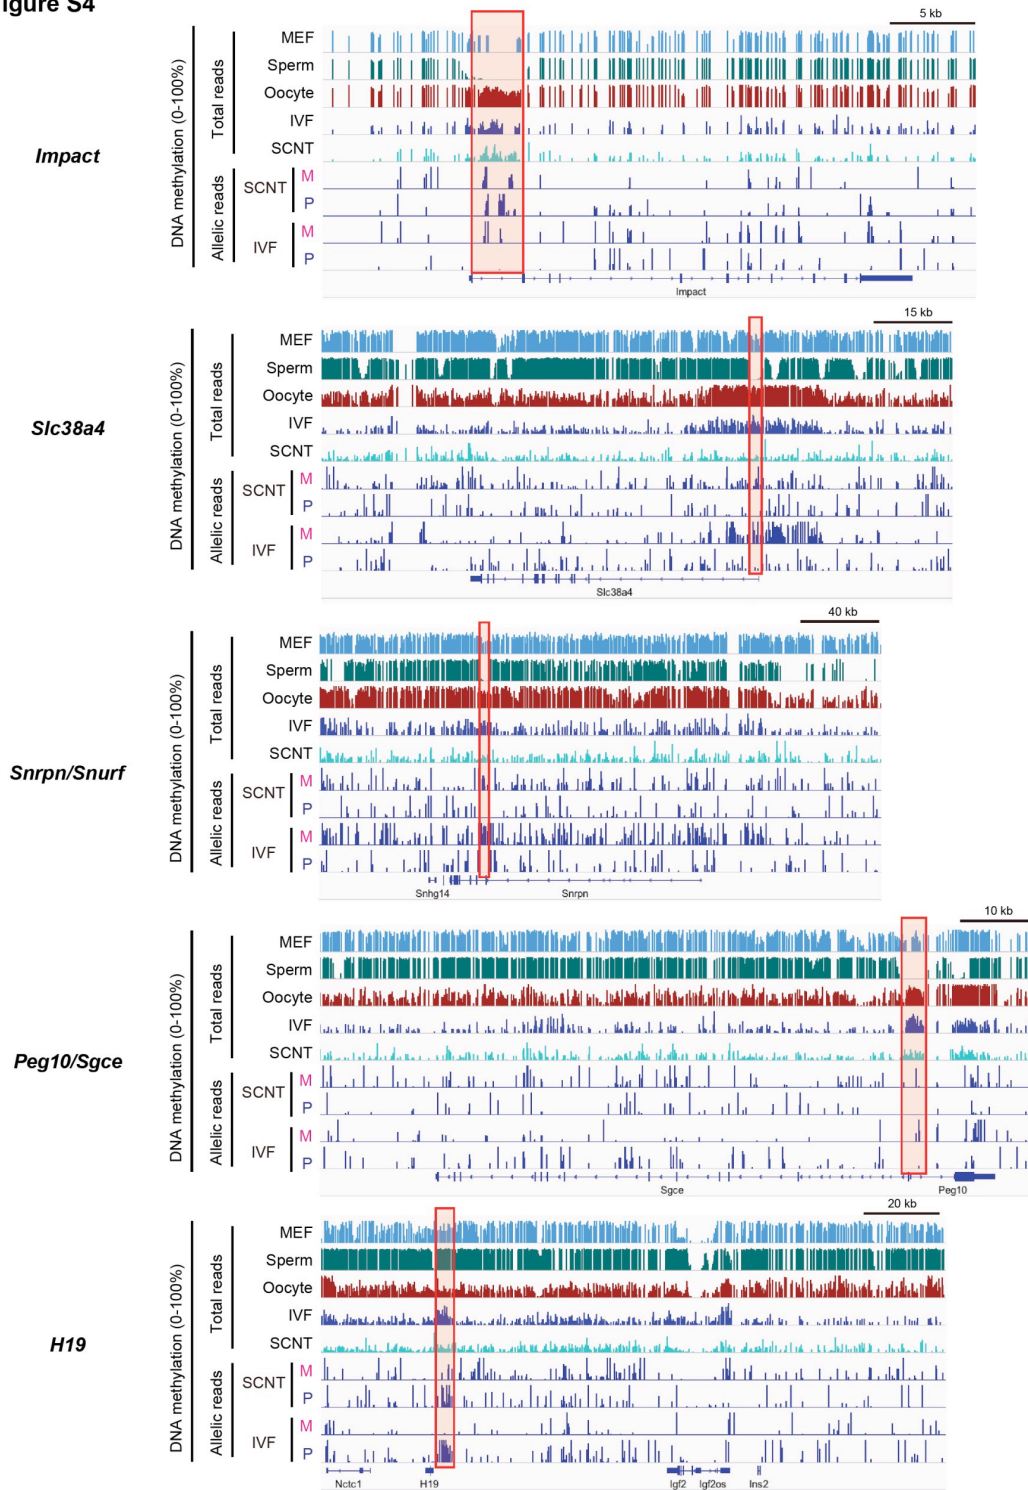 Figure S4
5 kb
Impact
DNA methylation (0-100%)
Total reads
Allelic reads
MEF
Sperm
Oocyte
IVF
SCNT
SCNT
M
P
IVF
M
P
Impact
15 kb
Slc38a4
DNA methylation (0-100%)
Total reads
Allelic reads
MEF
Sperm
Oocyte
IVF
SCNT
SCNT
M
P
IVF
M
P
Slc38a4
40 kb
Snrpn/Snurf
DNA methylation (0-100%)
Total reads
Allelic reads
MEF
Sperm
Oocyte
IVF
SCNT
SCNT
M
P
IVF
M
P
Snhg14 Snrpn
10 kb
Peg10/Sgce
DNA methylation (0-100%)
Total reads
Allelic reads
MEF
Sperm
Oocyte
IVF
SCNT
SCNT
M
P
IVF
M
P
Sgce Peg10
20 kb
H19
DNA methylation (0-100%)
Total reads
Allelic reads
MEF
Sperm
Oocyte
IVF
SCNT
SCNT
M
P
IVF
M
P
Nctc1 H19 Igf2 Igf2os Ins2